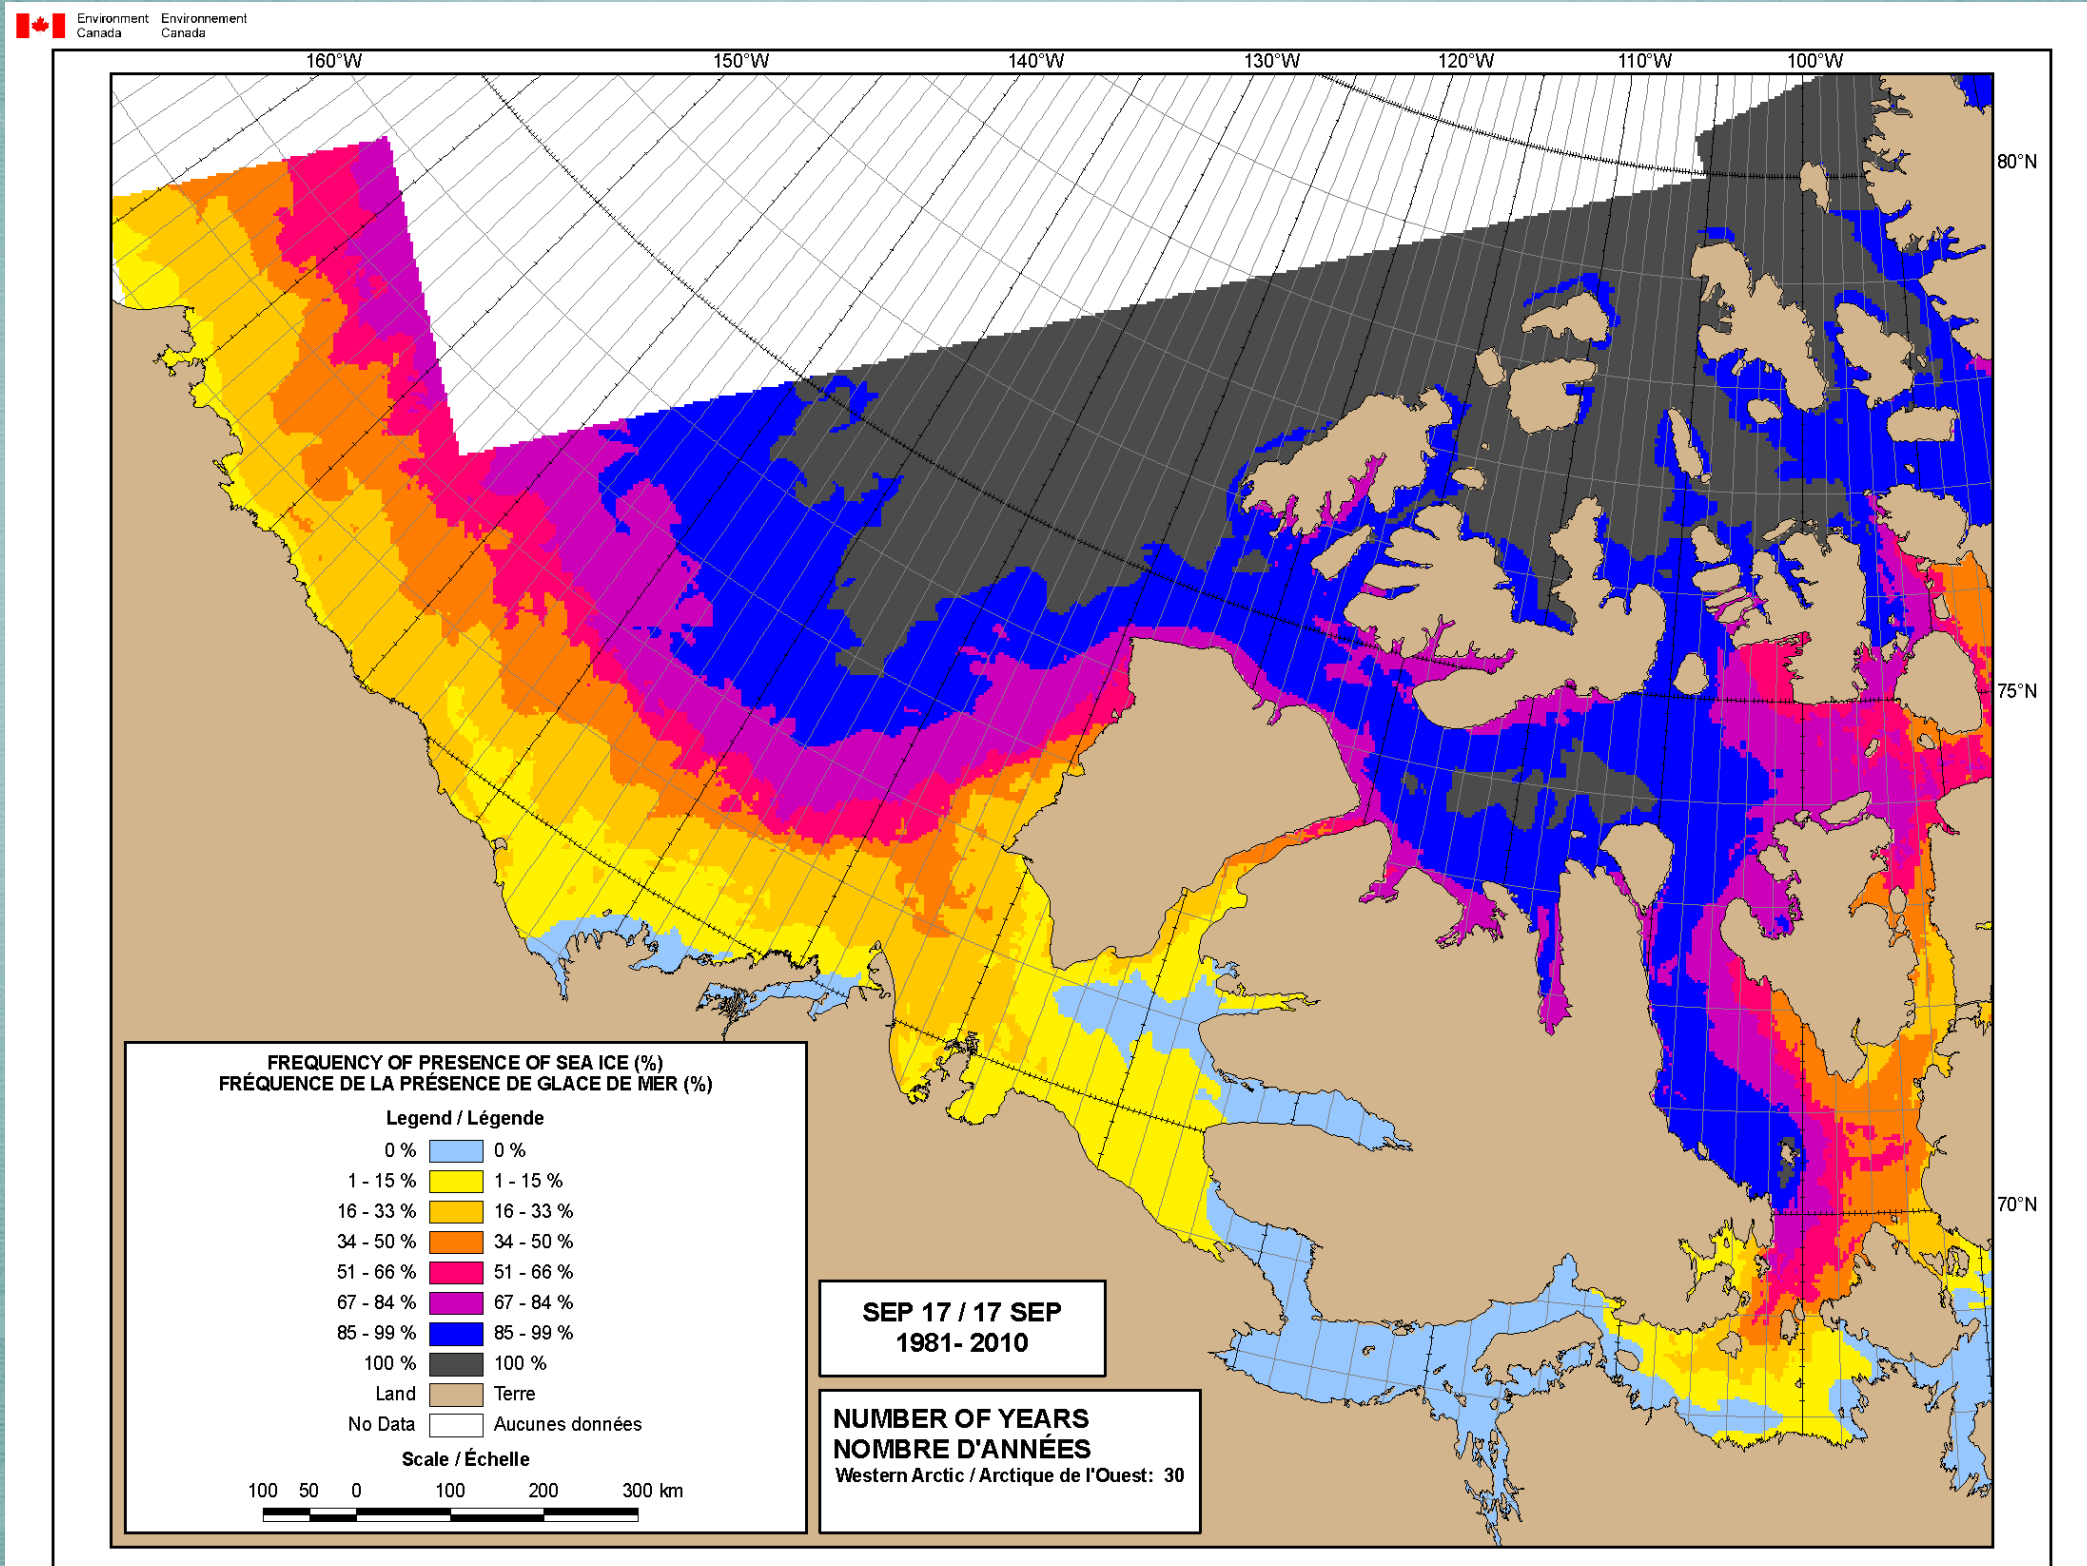 Environment Environnement
Canada Canada
160°W 150°W 140°W 130°W 120°W 110°W 100°W
80°N
75°N
70°N
FREQUENCY OF PRESENCE OF SEA ICE (%)
FRÉQUENCE DE LA PRÉSENCE DE GLACE DE MER (%)
Legend / Légende
0 % 0 %
1 - 15 % 1 - 15 %
16 - 33 % 16 - 33 %
34 - 50 % 34 - 50 %
51 - 66 % 51 - 66 %
67 - 84 % 67 - 84 %
85 - 99 % 85 - 99 %
100 % 100 %
Land Terre
No Data Aucunes données
Scale / Échelle
100 50 0 100 200 300 km
SEP 17 / 17 SEP
1981- 2010
NUMBER OF YEARS
NOMBRE D'ANNÉES
Western Arctic / Arctique de l'Ouest: 30